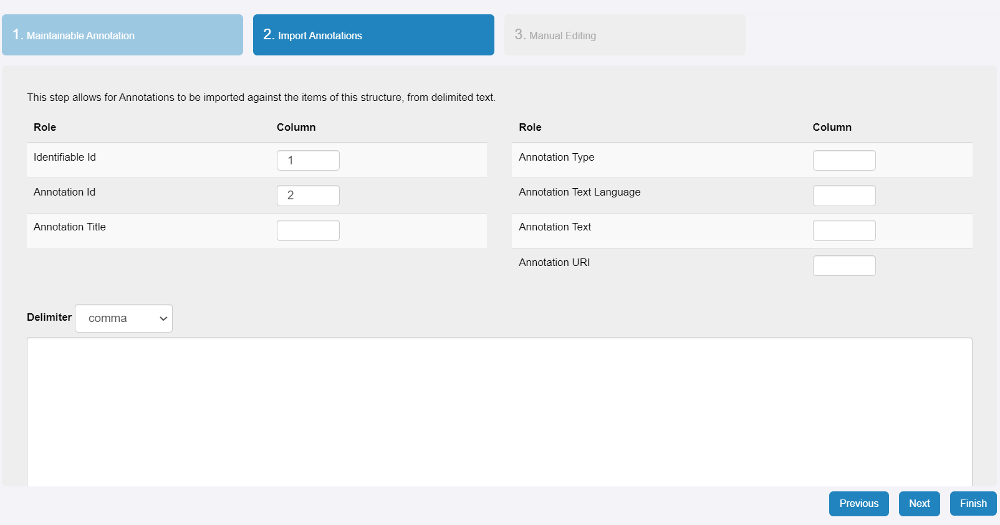 1. Maintainable Annotation
2. Import Annotations
3. Manual Editing
This step allows for Annotations to be imported against the items of this structure, from delimited text.
Role Column
Identifiable Id 1
Annotation Id 2
Annotation Title
Role Column
Annotation Type
Annotation Text Language
Annotation Text
Annotation URI
Delimiter comma
Previous Next Finish